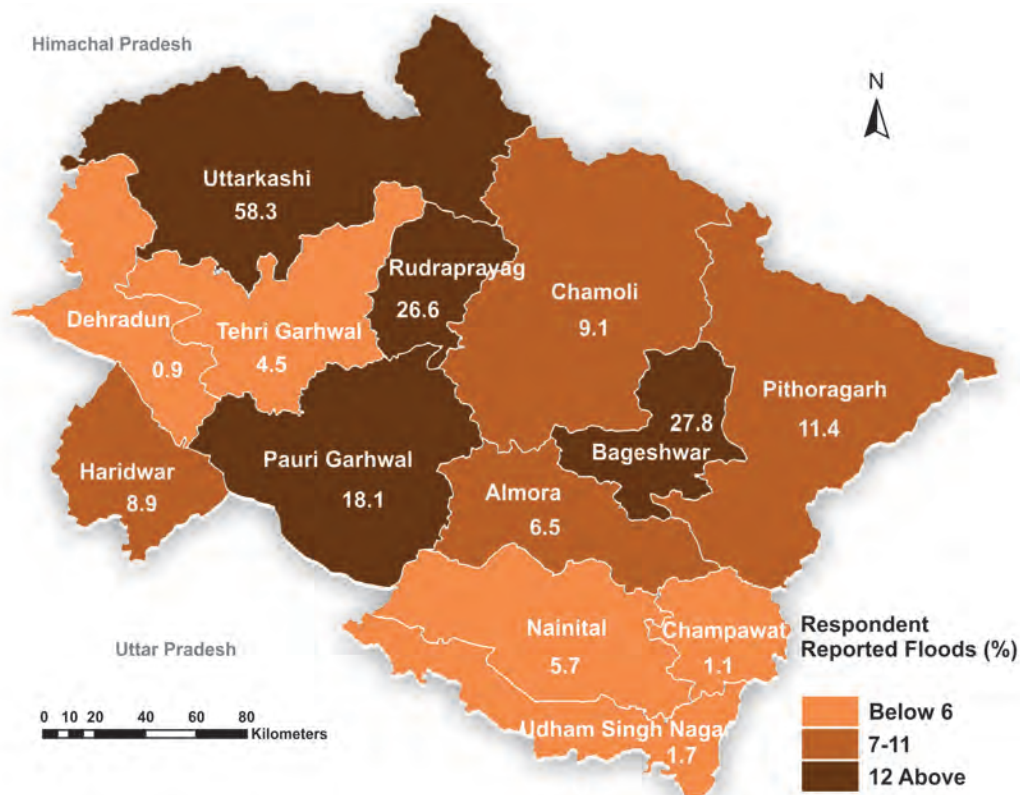 Himachal Pradesh
N
Uttarkashi
58.3
Rudraprayag
26.6
Chamoli
9.1
Dehradun
0.9
Tehri Garhwal
4.5
Pithoragarh
11.4
27.8
Bageshwar
Haridwar
8.9
Pauri Garhwal
18.1
Almora
6.5
Nainital
5.7
Champawat
1.1
Uttar Pradesh
Udham Singh Naga
1.7
0 10 20 40 60 80
Kilometers
Respondent
Reported Floods (%)
Below 6
7-11
12 Above